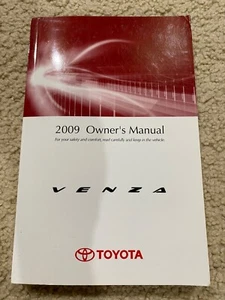 2009 Owner's Manual
For your safety and comfort, read carefully and keep in the vehicle.
VENZA
TOYOTA